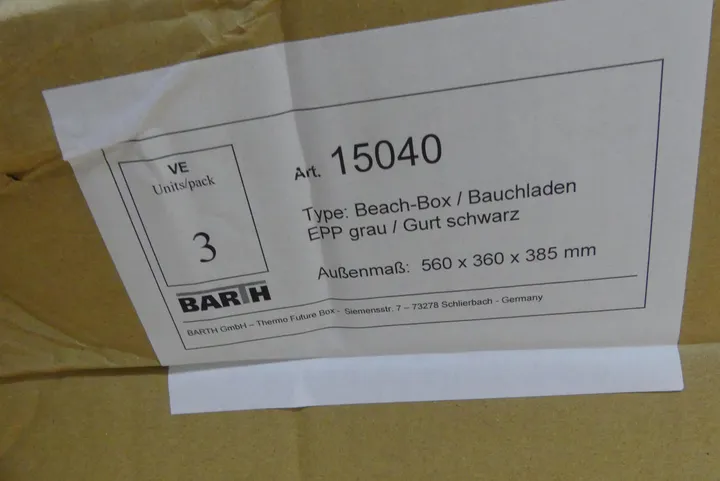 VE
Units/pack
3
Art. 15040
Type: Beach-Box / Bauchladen
EPP grau / Gurt schwarz
Außenmaß: 560 x 360 x 385 mm
BARTH
BARTH GmbH – Thermo Future Box - Siemensstr. 7 – 73278 Schlierbach - Germany